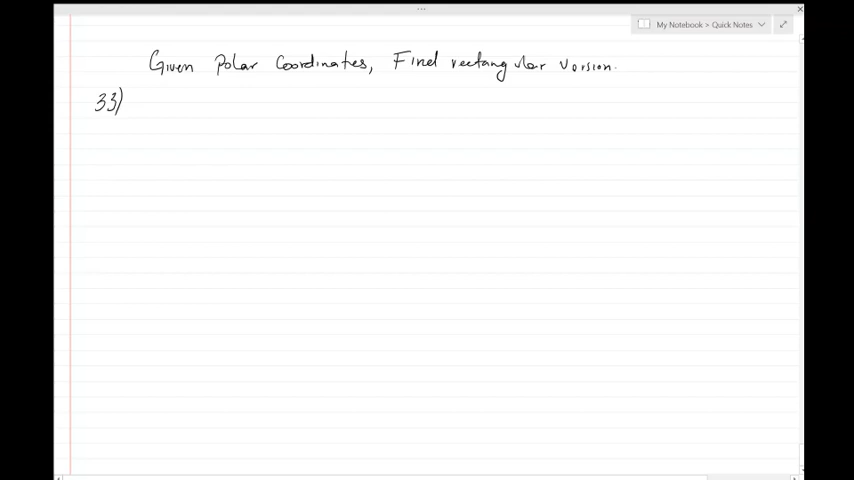 My Notebook > Quick Notes
Given Polar Coordinates, Find rectangular version.
33)